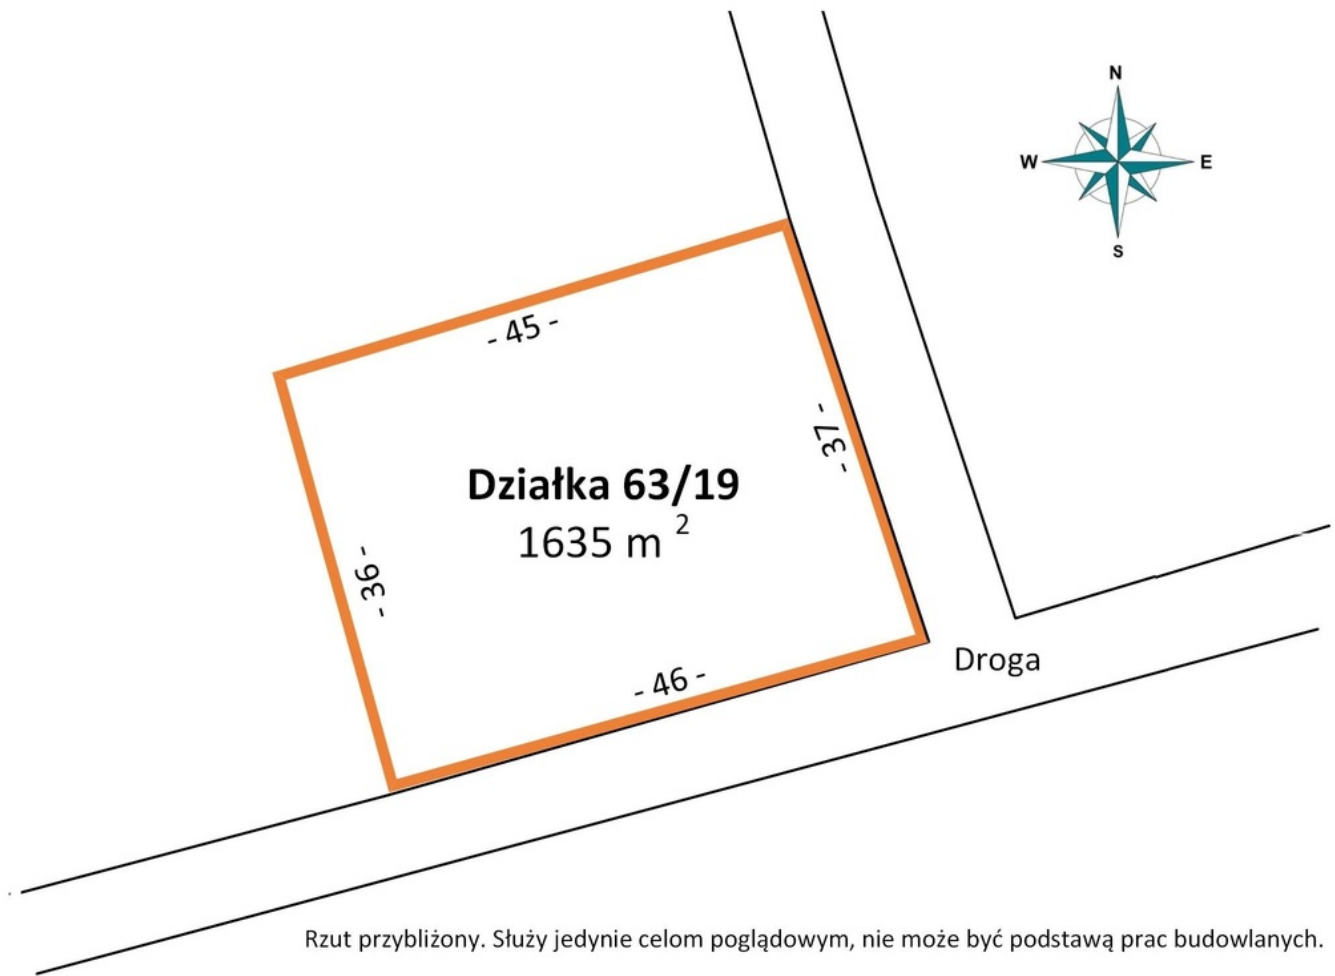 N
W E
S
- 45 -
- 37 -
Działka 63/19
1635 m 2
- 36 -
- 46 -
Droga
Rzut przybliżony. Służy jedynie celom poglądowym, nie może być podstawą prac budowlanych.